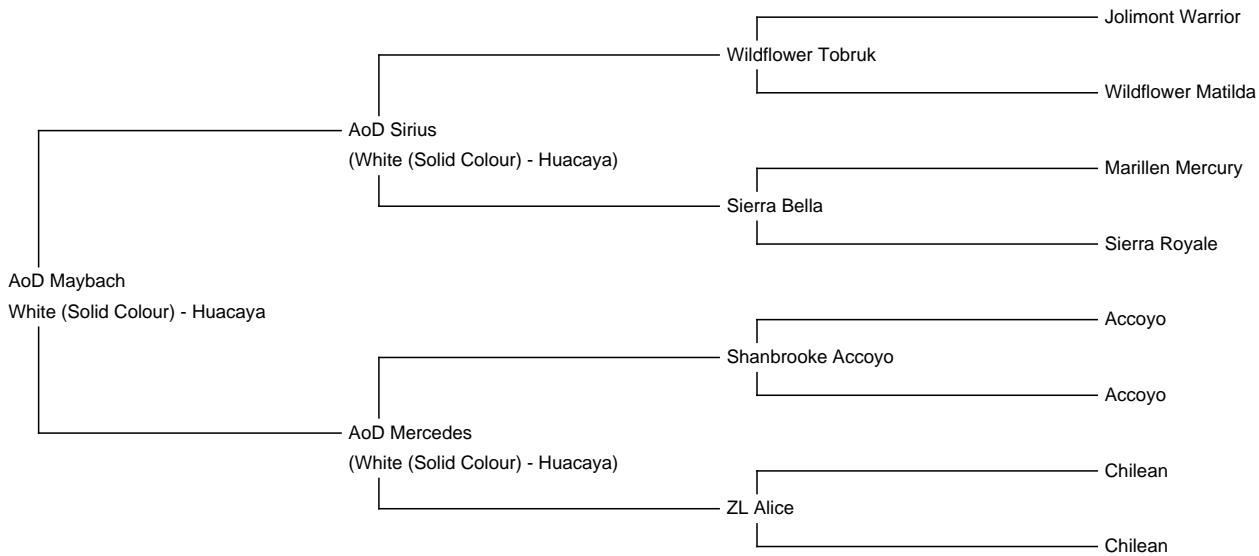 Jolimont Warrior
Wildflower Tobruk
Wildflower Matilda
AoD Sirius
(White (Solid Colour) - Huacaya)
Marillen Mercury
Sierra Bella
Sierra Royale
AoD Maybach
White (Solid Colour) - Huacaya
Accoyo
Shanbrooke Accoyo
Accoyo
AoD Mercedes
(White (Solid Colour) - Huacaya)
Chilean
ZL Alice
Chilean